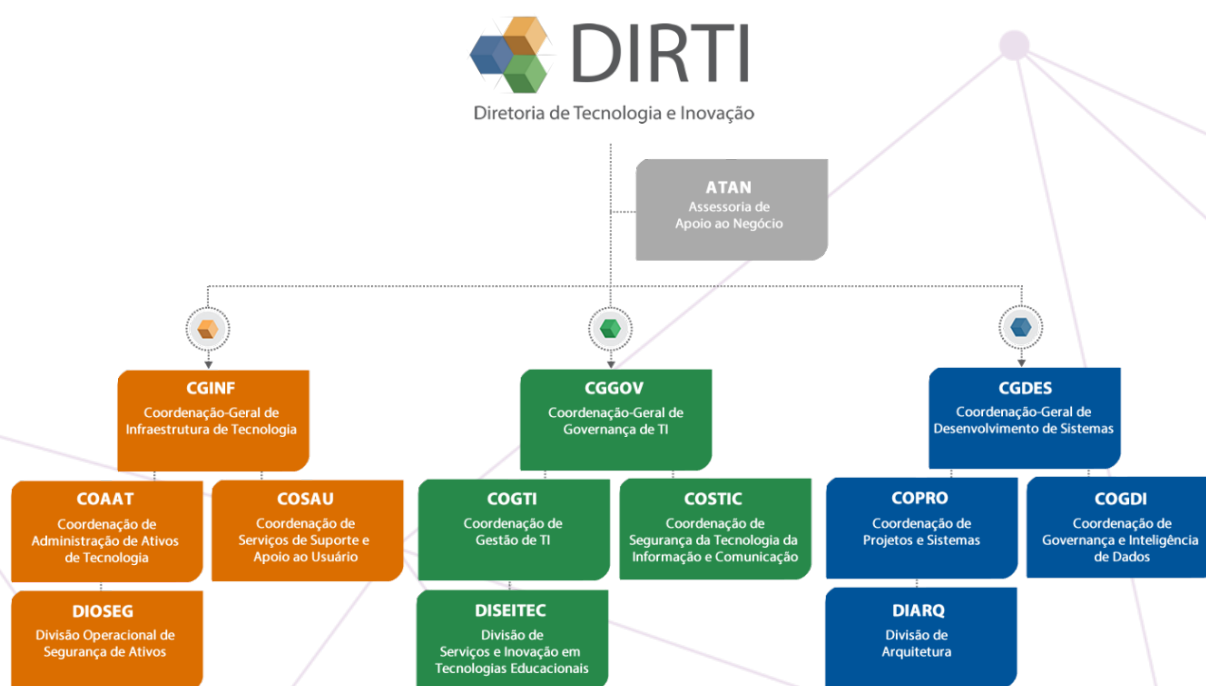 DIRTI
Diretoria de Tecnologia e Inovação
ATAN
Assessoria de
Apoio ao Negócio
CGINF
Coordenação-Geral de
Infraestrutura de Tecnologia
CGGOV
Coordenação-Geral de
Governança de TI
CGDES
Coordenação-Geral de
Desenvolvimento de Sistemas
COAAT
Coordenação de
Administração de Ativos
de Tecnologia
COSAU
Coordenação de
Serviços de Suporte e
Apoio ao Usuário
COGTI
Coordenação de
Gestão de TI
COSTIC
Coordenação de
Segurança da Tecnologia da
Informação e Comunicação
COPRO
Coordenação de
Projetos e Sistemas
COGDI
Coordenação de
Governança e Inteligência
de Dados
DIOSEG
Divisão Operacional de
Segurança de Ativos
DISEITEC
Divisão de
Serviços e Inovação em
Tecnologias Educacionais
DIARQ
Divisão de
Arquitetura